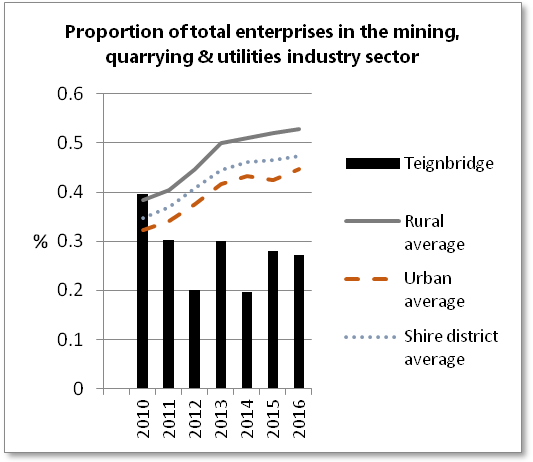 Proportion of total enterprises in the mining,
quarrying & utilities industry sector
0.6
0.5
0.4
0.3
0.2
0.1
0
%
2010
2011
2012
2013
2014
2015
2016
Teignbridge
Rural
average
Urban
average
Shire district
average